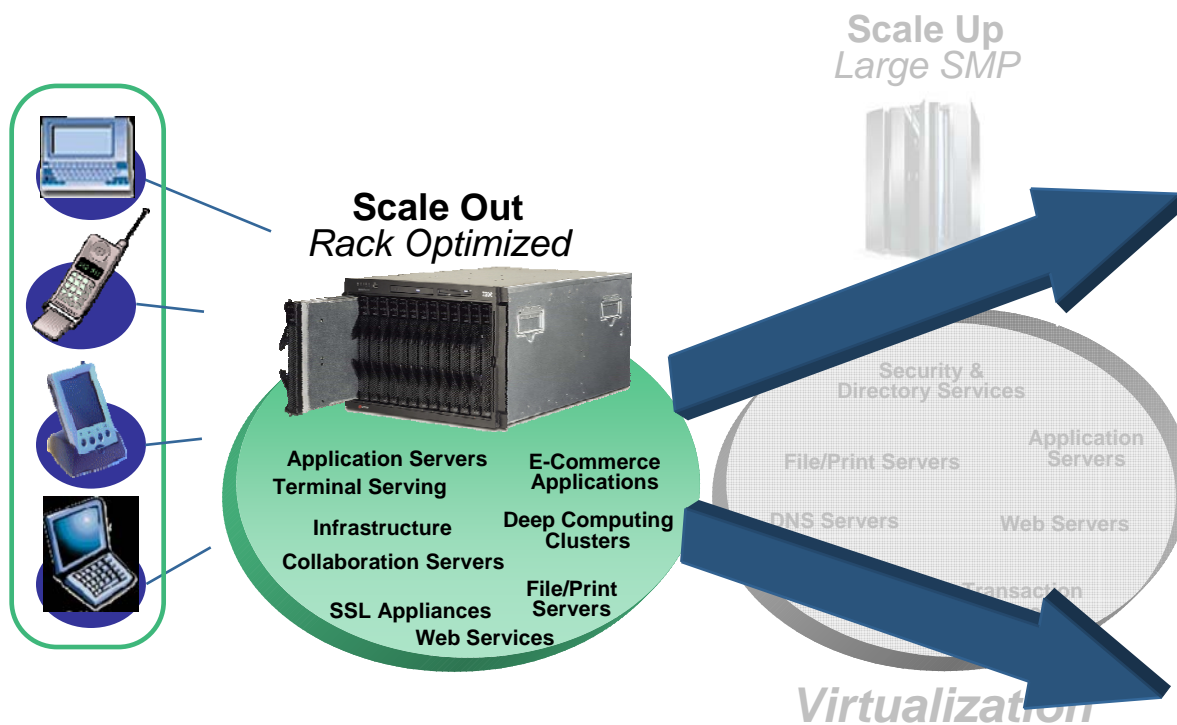 Scale Up
Large SMP
Scale Out
Rack Optimized
Security &
Directory Services
Application
Servers
File/Print Servers
DNS Servers
Web Servers
Transaction
Application Servers
E-Commerce
Applications
Terminal Serving
Infrastructure
Deep Computing
Clusters
Collaboration Servers
File/Print
Servers
SSL Appliances
Web Services
Virtualization